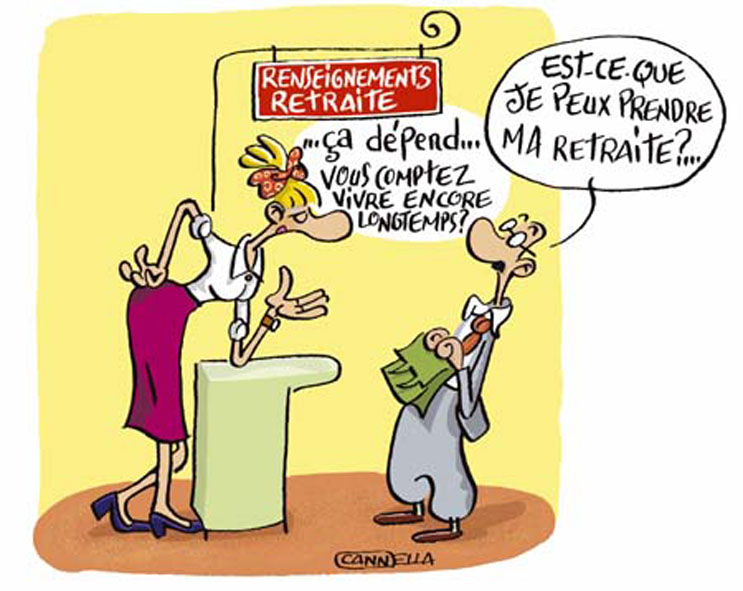 RENSEIGNEMENTS
RETRAITE
EST-CE-QUE
JE PEUX PRENDRE
MA RETRAITE?...
...ça dépend...
VOUS COMPTEZ
VIVRE ENCORE
LONGTEMPS?
CANNELLA